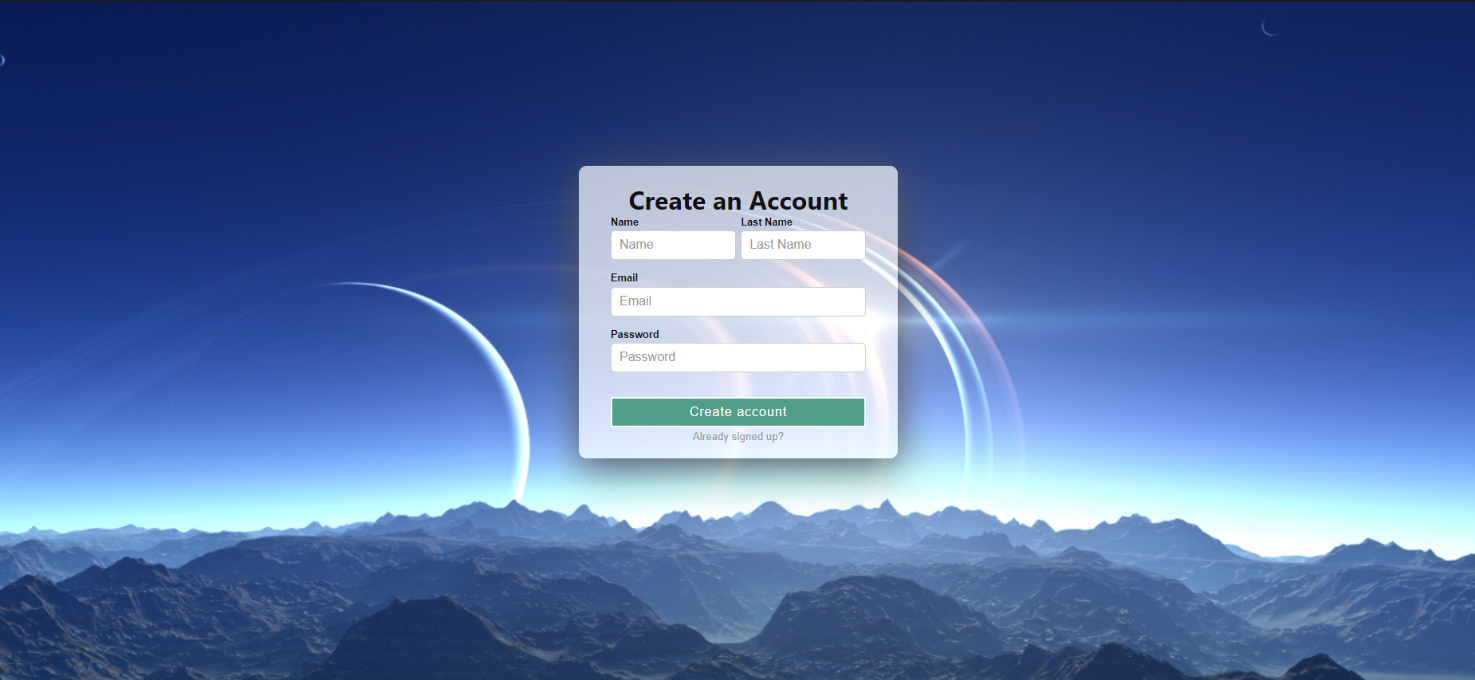 Create an Account
Name Last Name
Name Last Name
Email
Email
Password
Password
Create account
Already signed up?